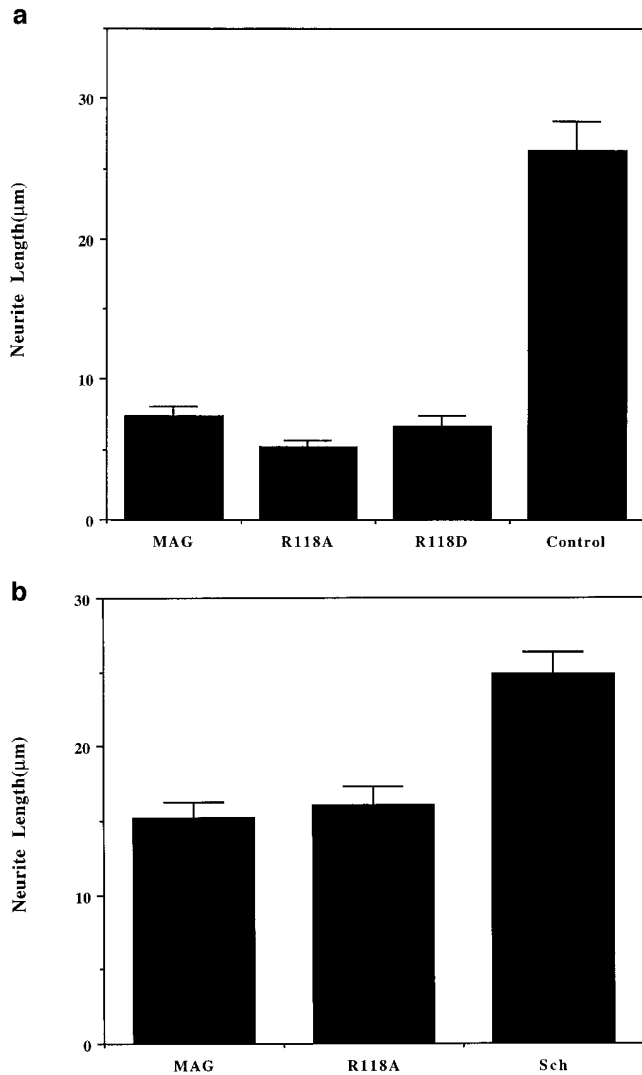 a
Neurite Length(μm)
30
20
10
0
MAG R118A R118D Control
b
Neurite Length(μm)
30
20
10
0
MAG R118A Sch